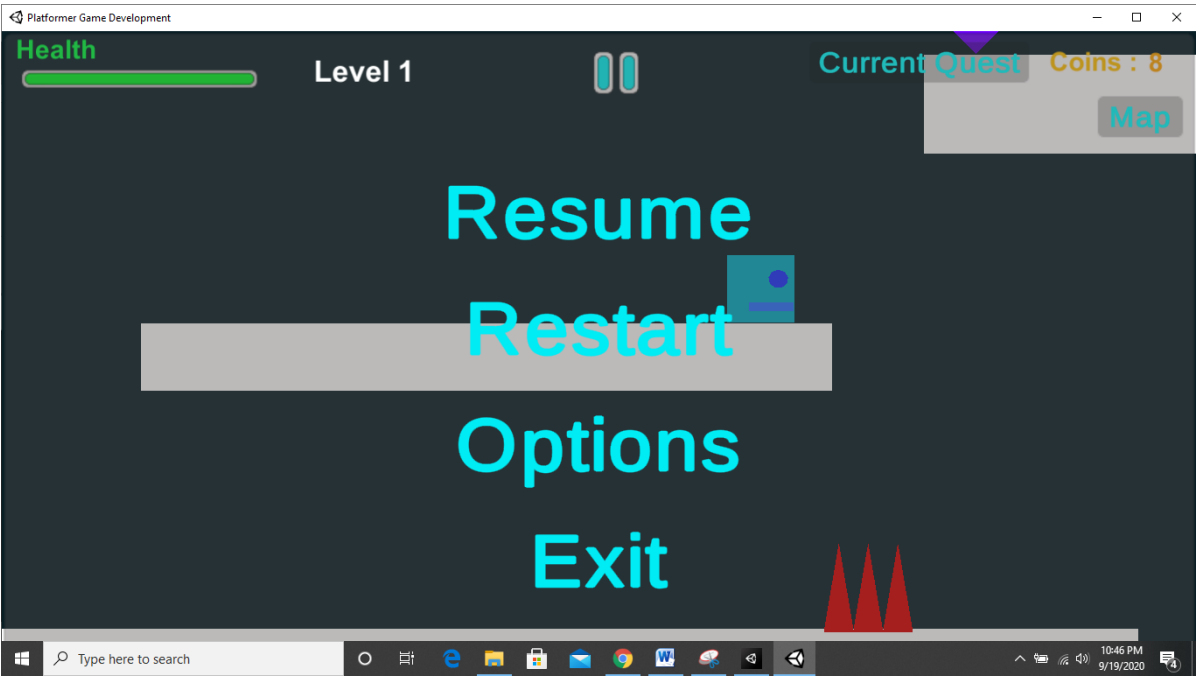 Platformer Game Development
Health
Level 1
Current Quest
Coins : 8
Map
Resume
Restart
Options
Exit
Type here to search
10:46 PM
9/19/2020
4